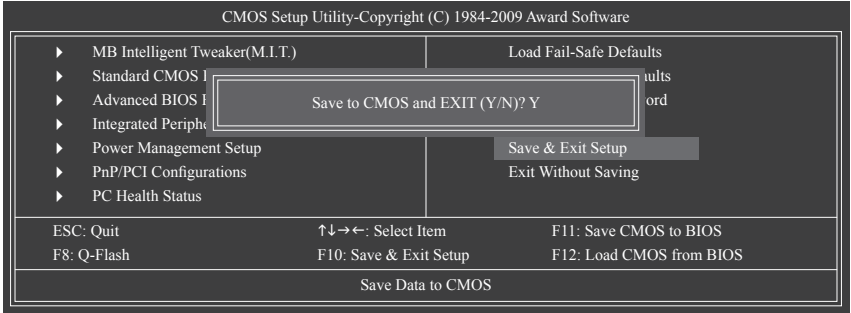 CMOS Setup Utility-Copyright (C) 1984-2009 Award Software
MB Intelligent Tweaker(M.I.T.)
Standard CMOS
Advanced BIOS
Integrated
Power Management Setup
PnP/PCI Configurations
PC Health Status
Load Fail-Safe Defaults
Save & Exit Setup
Exit Without Saving
Save to CMOS and EXIT (Y/N)? Y
ESC: Quit ↑↓→←: Select Item F11: Save CMOS to BIOS
F8: Q-Flash F10: Save & Exit Setup F12: Load CMOS from BIOS
Save Data to CMOS